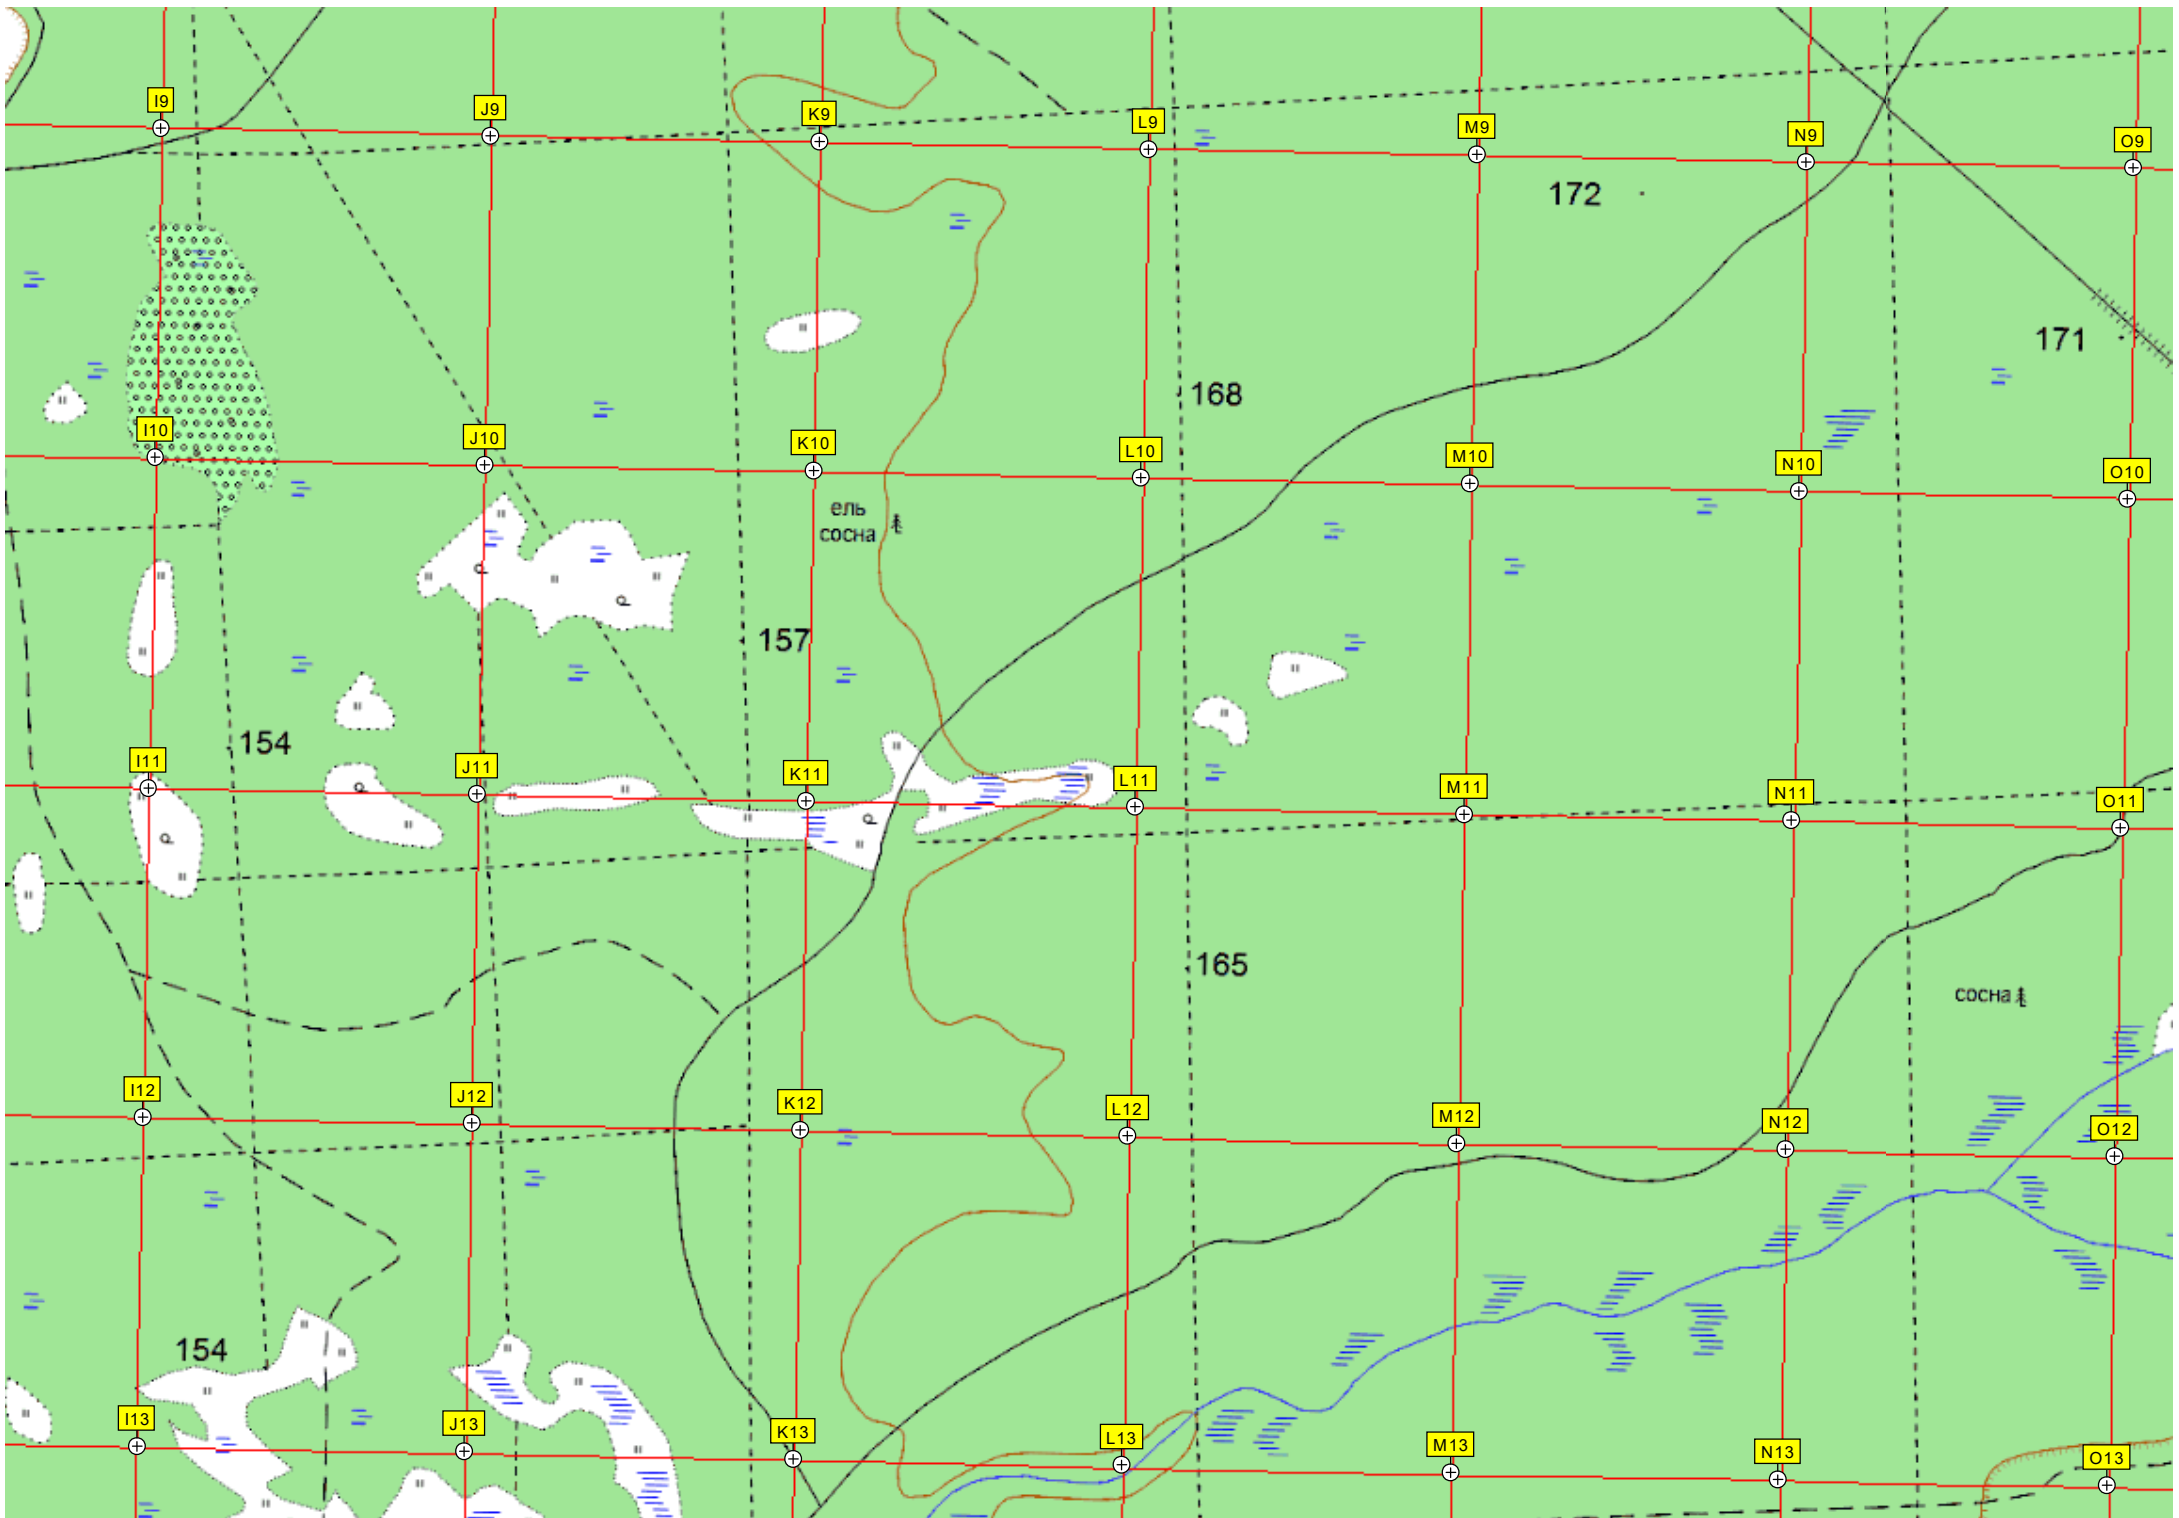 I9
J9
K9
L9
M9
N9
O9
172
171
168
I10
J10
K10
L10
M10
N10
O10
ель
сосна
р
р
157
154
I11
J11
K11
L11
M11
N11
O11
р
р
р
165
сосна
I12
J12
K12
L12
M12
N12
O12
154
I13
J13
K13
L13
M13
N13
O13